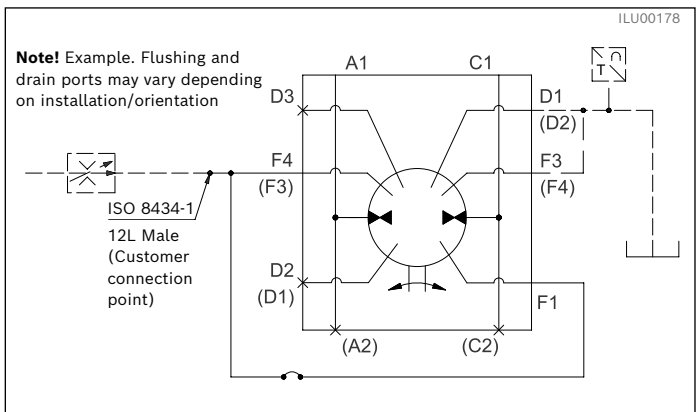 ILU00178
Note! Example. Flushing and
drain ports may vary depending
on installation/orientation
A1
C1
T
D3
D1
(D2)
F4
(F3)
F3
(F4)
ISO 8434-1
12L Male
(Customer
connection
point)
D2
(D1)
F1
(A2)
(C2)